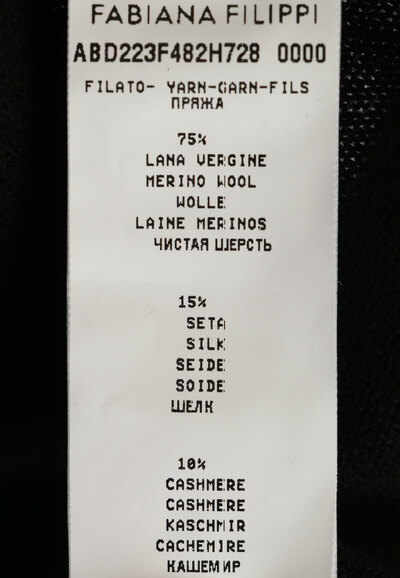 FABIANA FILIPPI
ABD223F482H728 0000
FILATO- YARN-GARN-FILS
ПРЯЖА
75%
LANA VERGINE
MERINO WOOL
WOLLE
LAINE MERINOS
ЧИСТАЯ ШЕРСТЬ
15%
SETA
SILK
SEIDE
SOIDE
ШЕЛК
10%
CASHMERE
CASHMERE
KASCHMIR
CACHEMIRE
КАШЕМИР